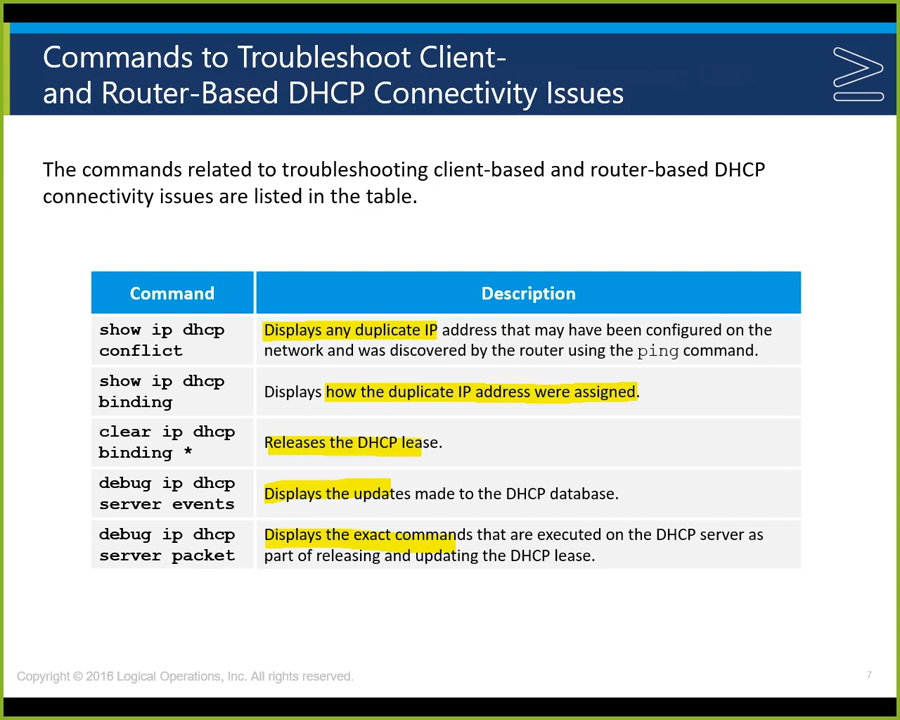 Commands to Troubleshoot Client-
and Router-Based DHCP Connectivity Issues
The commands related to troubleshooting client-based and router-based DHCP
connectivity issues are listed in the table.
Command
Description
show ip dhcp
conflict
Displays any duplicate IP address that may have been configured on the
network and was discovered by the router using the ping command.
show ip dhcp
binding
Displays how the duplicate IP address were assigned.
clear ip dhcp
binding *
Releases the DHCP lease.
debug ip dhcp
server events
Displays the updates made to the DHCP database.
debug ip dhcp
server packet
Displays the exact commands that are executed on the DHCP server as
part of releasing and updating the DHCP lease.
Copyright © 2016 Logical Operations, Inc. All rights reserved.
7